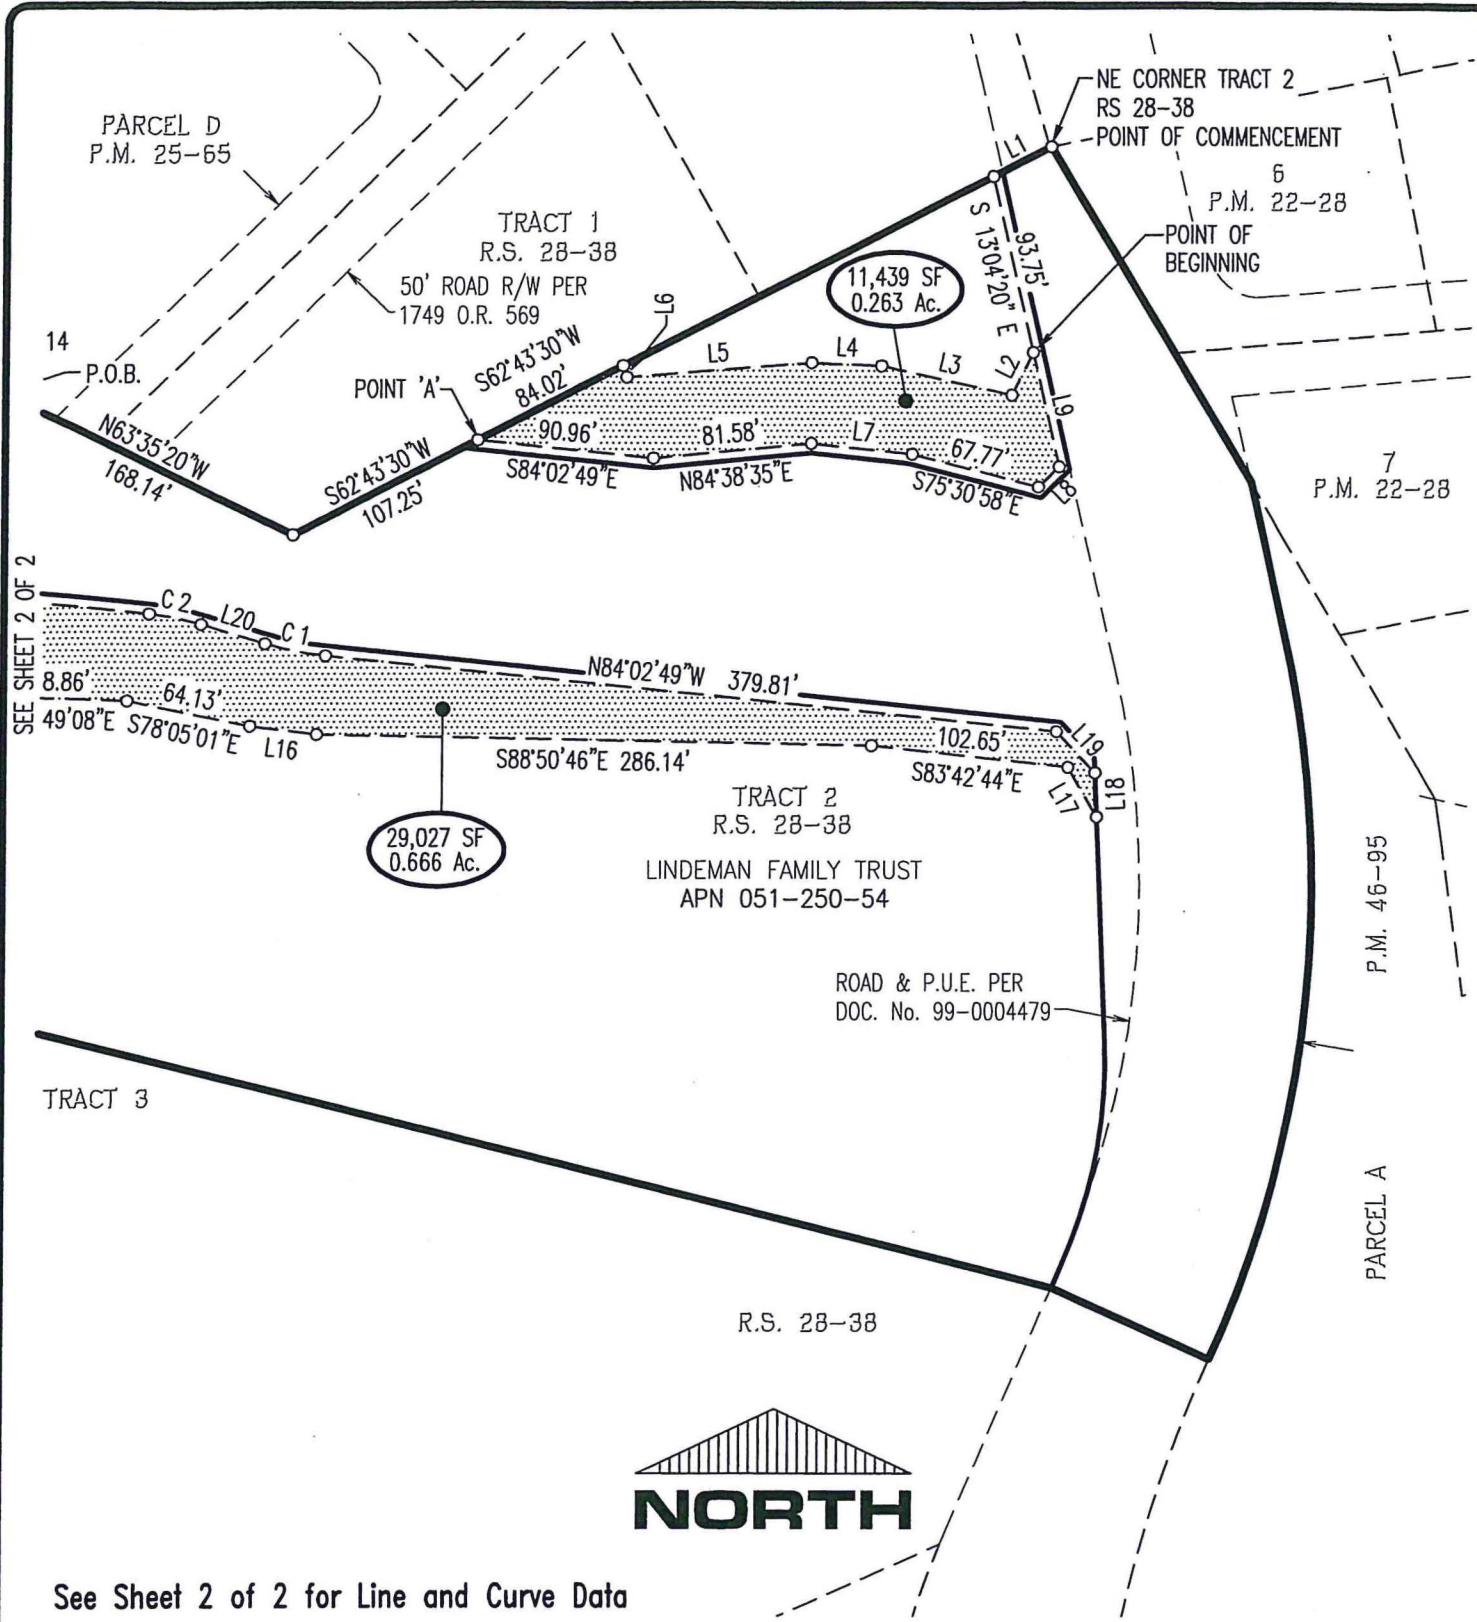 NE CORNER TRACT 2
RS 28-38
POINT OF COMMENCEMENT
L1
6
P.M. 22-28
PARCEL D
P.M. 25-65
TRACT 1
R.S. 28-38
50' ROAD R/W PER
1749 O.R. 569
S 13°04'20" E
93.75'
POINT OF
BEGINNING
11,439 SF
0.263 Ac.
L6
L5
L4
L3
L2
L9
14
P.O.B.
POINT 'A'
S62°43'30"W
84.02'
90.96'
81.58'
L7
67.77'
S84°02'49"E
N84°38'35"E
S75°30'58"E
L8
N63°35'20"W
168.14'
S62°43'30"W
107.25'
7
P.M. 22-28
SEE SHEET 2 OF 2
C2
L20
C1
N84°02'49"W 379.81'
8.86'
49'08"E
64.13'
S78°05'01"E
L16
S88°50'46"E 286.14'
102.65'
S83°42'44"E
L19
L18
L17
29,027 SF
0.666 Ac.
TRACT 2
R.S. 28-38
LINDEMAN FAMILY TRUST
APN 051-250-54
P.M. 46-95
ROAD & P.U.E. PER
DOC. No. 99-0004479
TRACT 3
PARCEL A
R.S. 28-38
NORTH
See Sheet 2 of 2 for Line and Curve Data